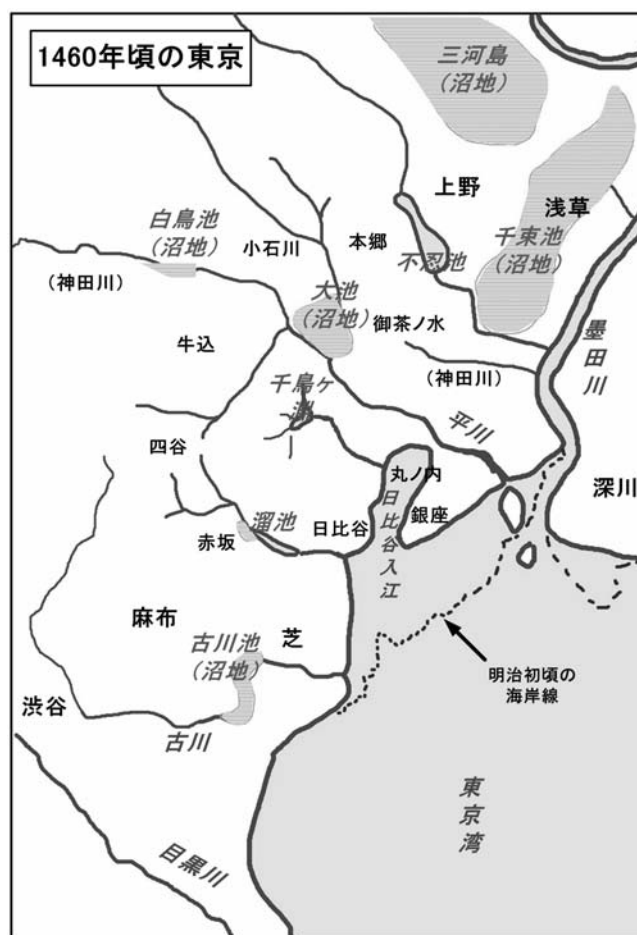 1460年頃の東京
三河島
(沼地)
上野
浅草
白鳥池
(沼地)
小石川
本郷
千束池
(沼地)
不忍池
(神田川)
大池
(沼地)
御茶ノ水
牛込
墨田川
千鳥ヶ
淵
(神田川)
平川
四谷
丸ノ内
深川
溜池
日比谷
日比谷入江
銀座
赤坂
麻布
古川池
(沼地)
芝
明治初頃の
海岸線
渋谷
古川
東京湾
目黒川